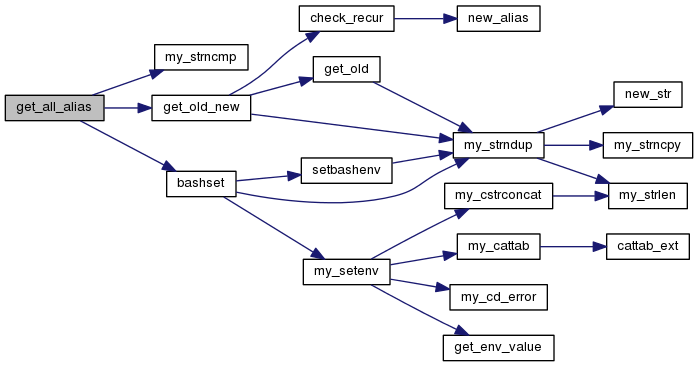 check_recur
new_alias
my_strncmp
get_old
new_str
get_all_alias
get_old_new
my_strndup
my_strncpy
setbashenv
bashset
my_cstrconcat
my_strlen
my_cattab
cattab_ext
my_setenv
my_cd_error
get_env_value